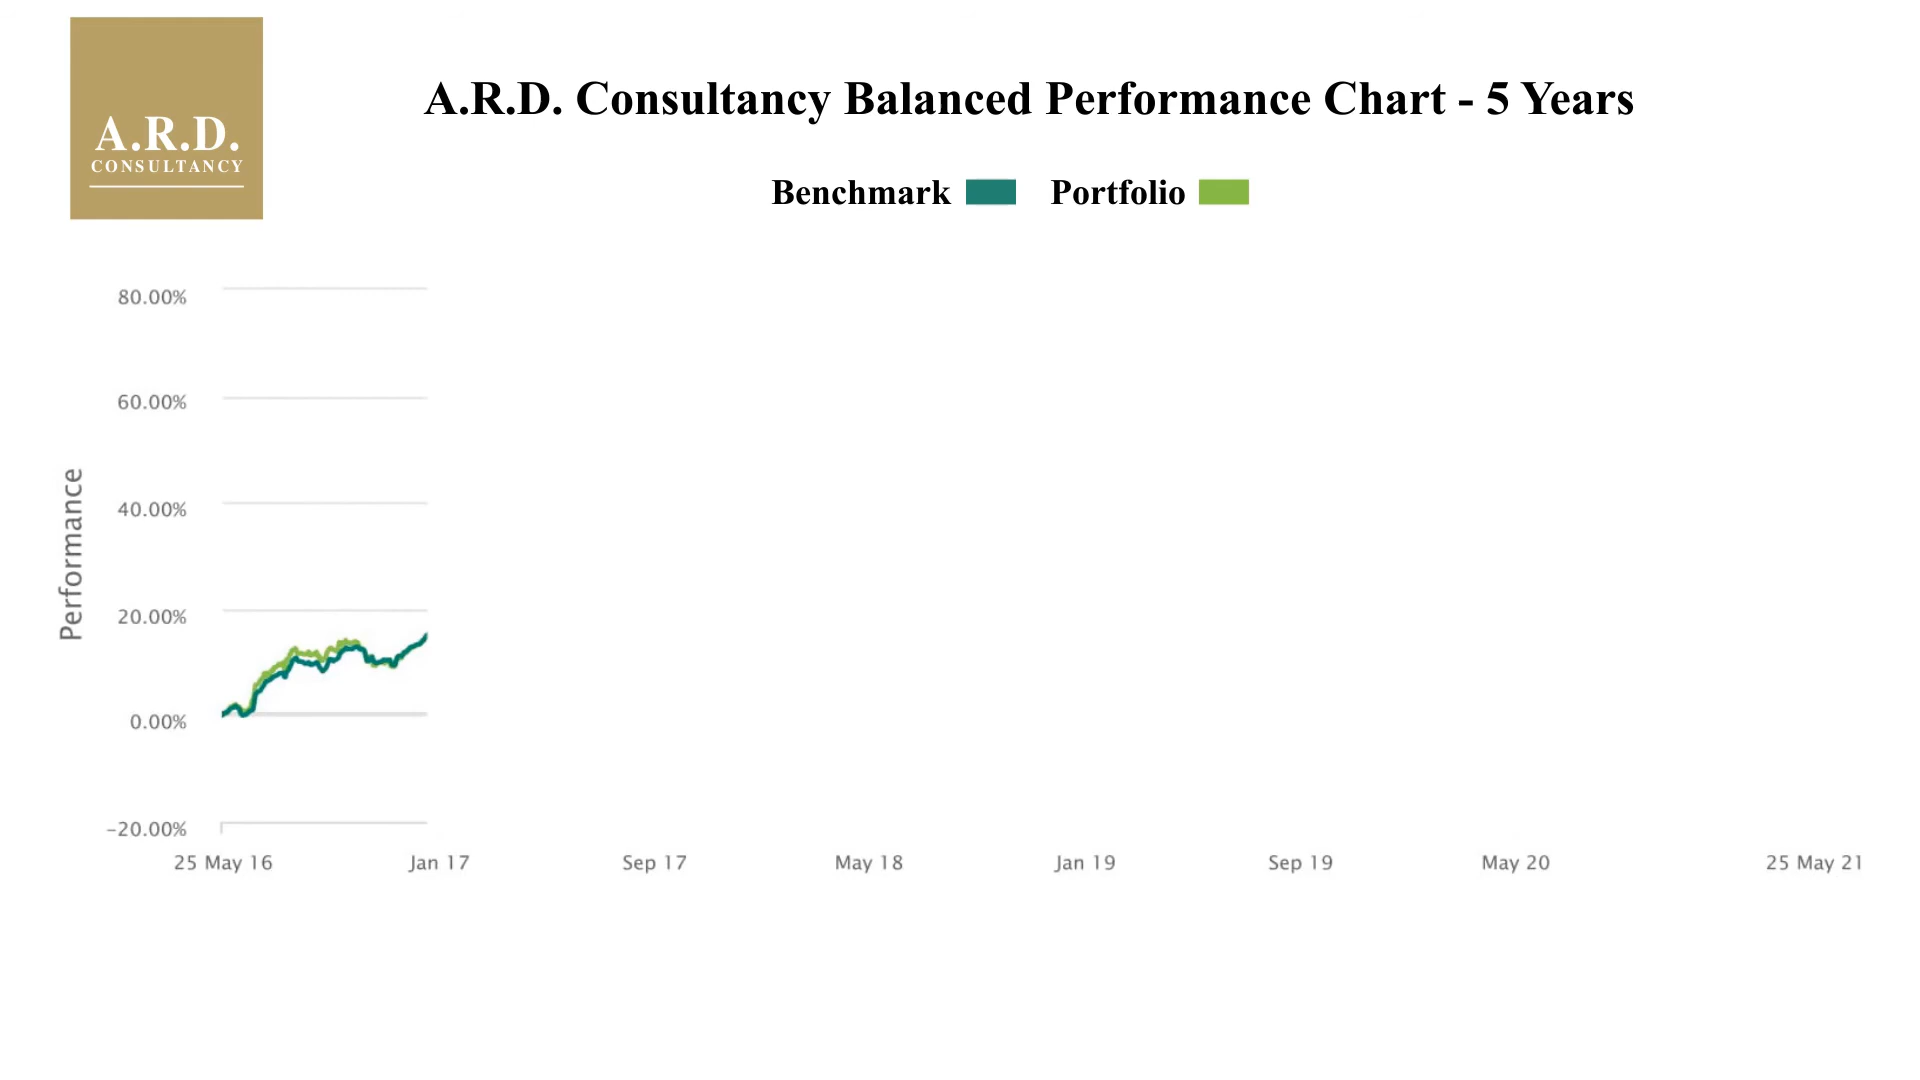 A.R.D.
CONSULTANCY
A.R.D. Consultancy Balanced Performance Chart - 5 Years
Benchmark Portfolio
Performance
80.00%
60.00%
40.00%
20.00%
0.00%
-20.00%
25 May 16 Jan 17 Sep 17 May 18 Jan 19 Sep 19 May 20 25 May 21